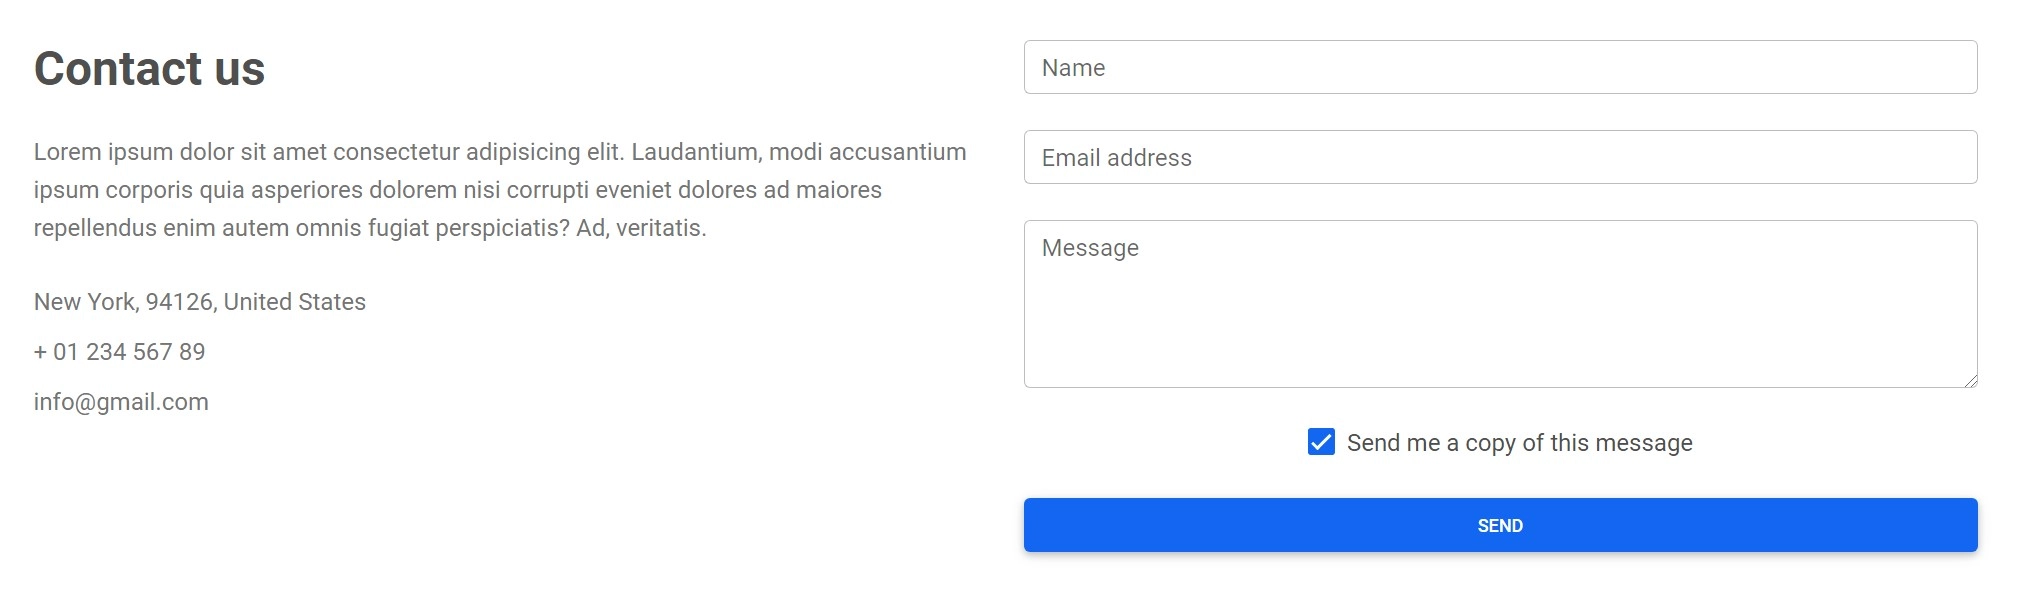 Contact us
Lorem ipsum dolor sit amet consectetur adipisicing elit. Laudantium, modi accusantium
ipsum corporis quia asperiores dolorem nisi corrupti eveniet dolores ad maiores
repellendus enim autem omnis fugiat perspiciatis? Ad, veritatis.
New York, 94126, United States
+ 01 234 567 89
info@gmail.com
Name
Email address
Message
Send me a copy of this message
SEND